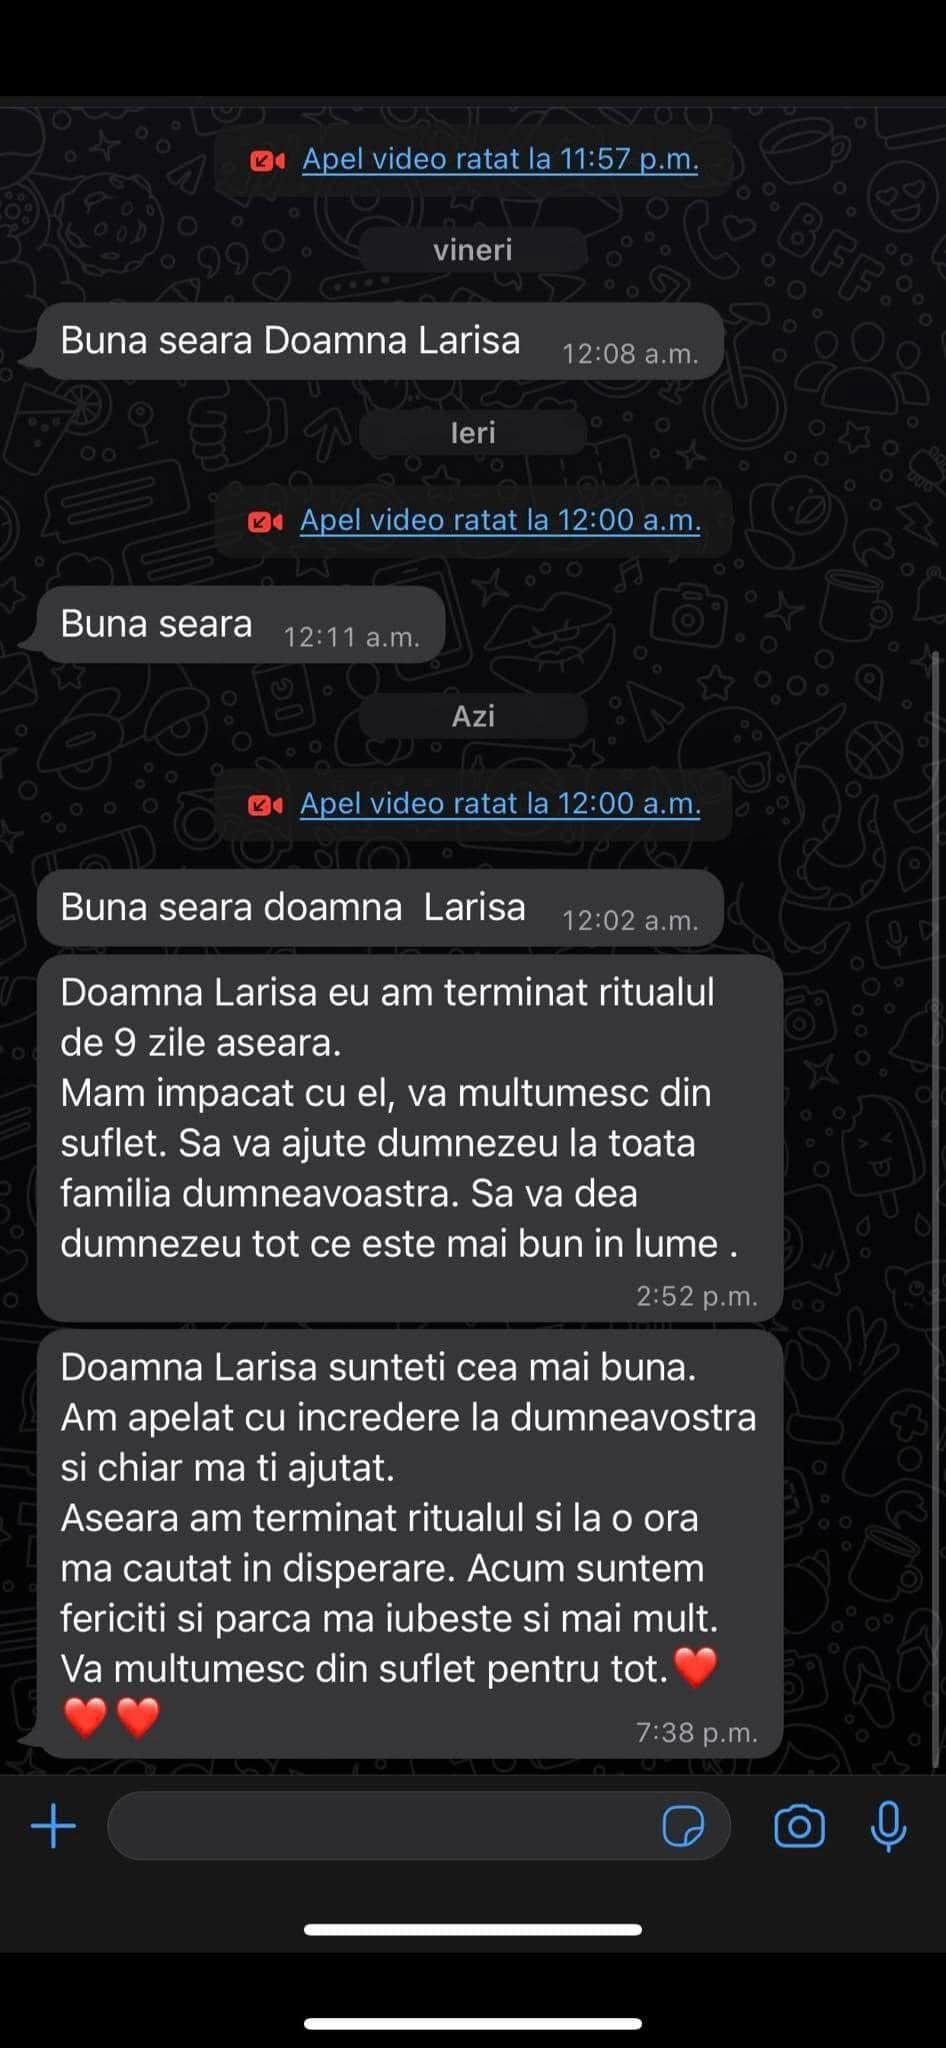 Apel video ratat la 11:57 p.m.
vineri
Buna seara Doamna Larisa 12:08 a.m.
Ieri
Apel video ratat la 12:00 a.m.
Buna seara 12:11 a.m.
Azi
Apel video ratat la 12:00 a.m.
Buna seara doamna  Larisa 12:02 a.m.
Doamna Larisa eu am terminat ritualul
de 9 zile aseara.
Mam impacat cu el, va multumesc din
suflet. Sa va ajute dumnezeu la toata
familia dumneavoastra. Sa va dea
dumnezeu tot ce este mai bun in lume .
2:52 p.m.
Doamna Larisa sunteti cea mai buna.
Am apelat cu incredere la dumneavostra
si chiar ma ti ajutat.
Aseara am terminat ritualul si la o ora
ma cautat in disperare. Acum suntem
fericiti si parca ma iubeste si mai mult.
Va multumesc din suflet pentru tot.❤️
❤️❤️ 7:38 p.m.